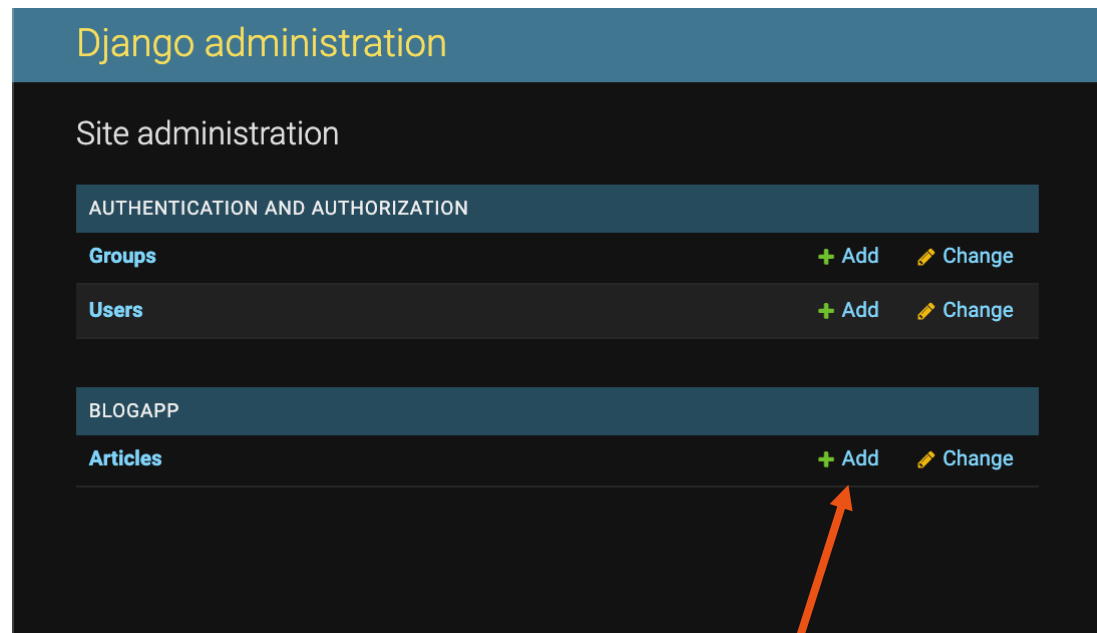 Django administration
Site administration
AUTHENTICATION AND AUTHORIZATION
Groups Add Change
Users Add Change
BLOGAPP
Articles Add Change